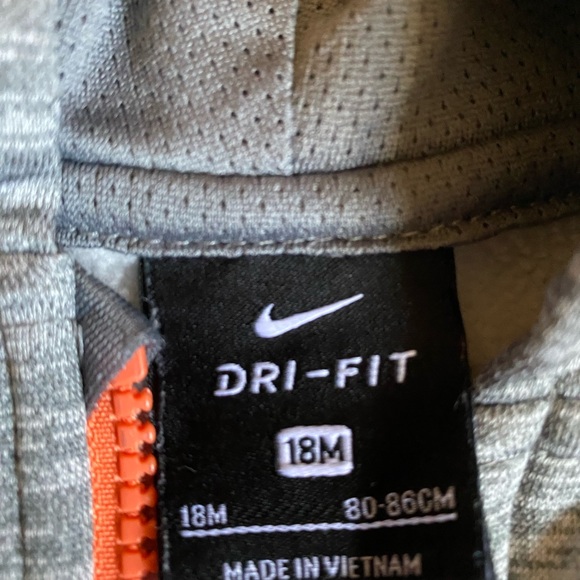 DRI-FIT
18M
18M 80-86CM
MADE IN VIETNAM